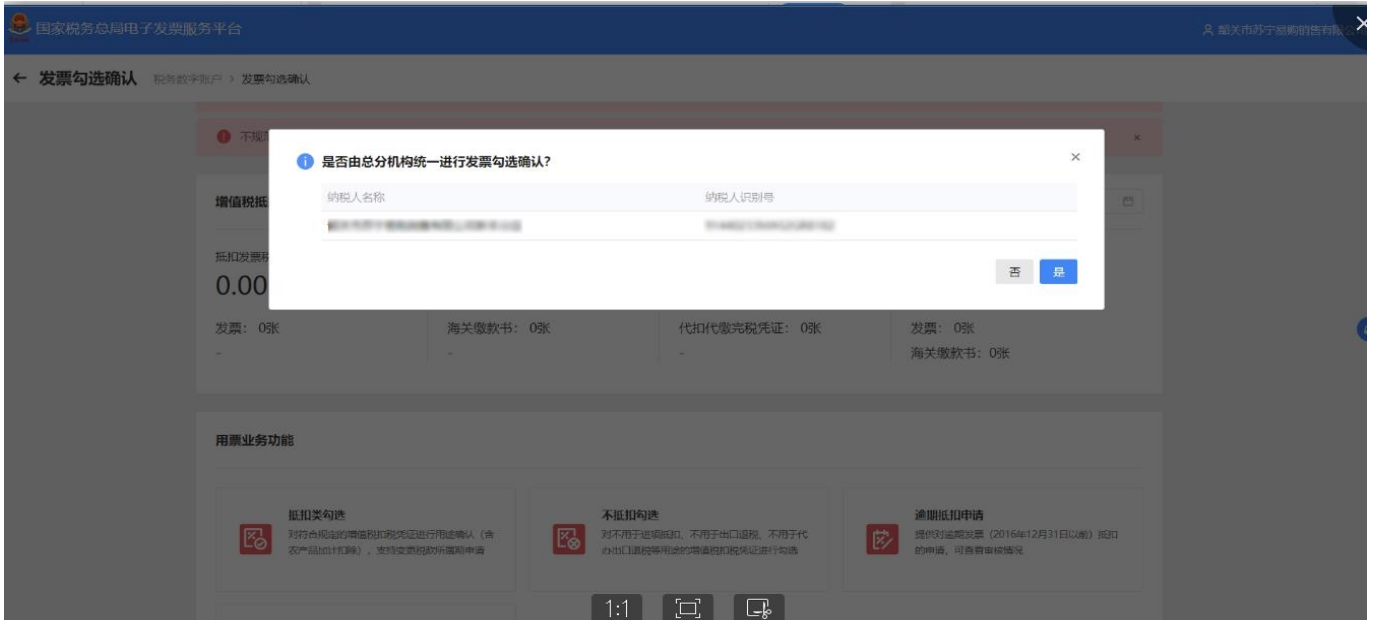 国家税务总局电子发票服务平台
韶关市苏宁易购销售有限公
发票勾选确认 税务数字账户 > 发票勾选确认
不规范
是否由总分机构统一进行发票勾选确认?
纳税人名称 纳税人识别号
增值税抵
否 是
抵扣发票税
0.00
发票: 0张 海关缴款书: 0张 代扣代缴完税凭证: 0张 发票: 0张
- - - 海关缴款书: 0张
用票业务功能
抵扣类勾选
对符合规定的增值税扣税凭证进行用途确认(含
农产品加计扣除),支持变更税款所属期申请
不抵扣勾选
对不用于进项抵扣、不用于出口退税、不用于代
办出口退税等用途的增值税扣税凭证进行勾选
逾期抵扣申请
提供对逾期发票(2016年12月31日以前)抵扣
的申请,可查看审核情况
1:1